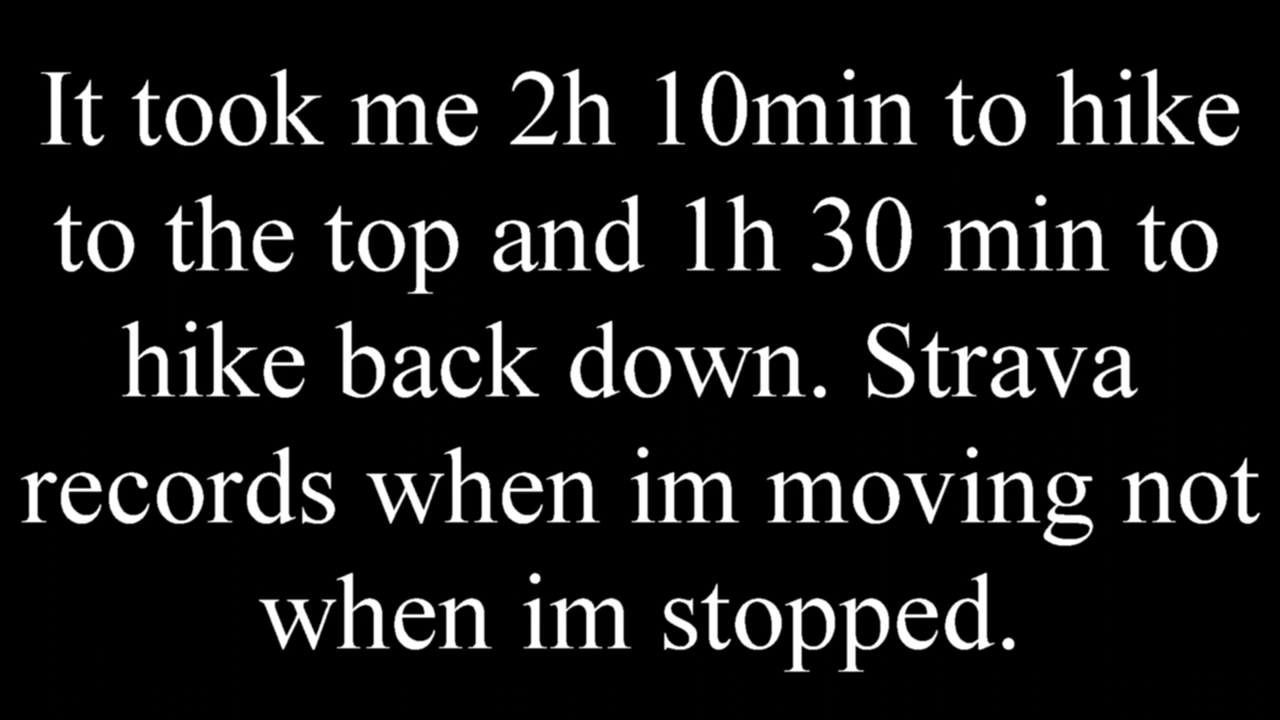 It took me 2h 10min to hike
to the top and 1h 30 min to
hike back down. Strava
records when im moving not
when im stopped.